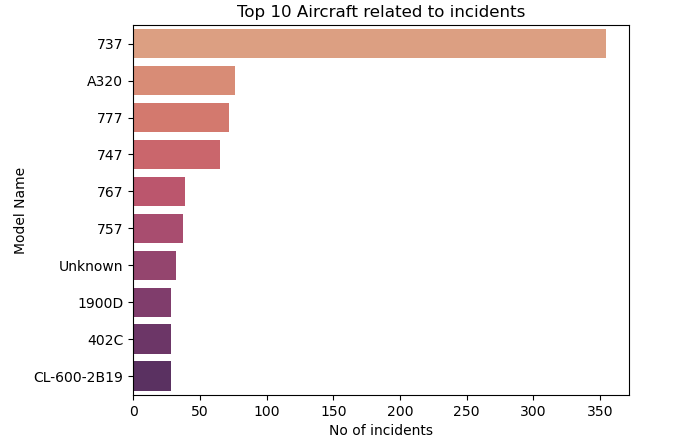 Top 10 Aircraft related to incidents
Model Name
737
A320
777
747
767
757
Unknown
1900D
402C
CL-600-2B19
0 50 100 150 200 250 300 350
No of incidents